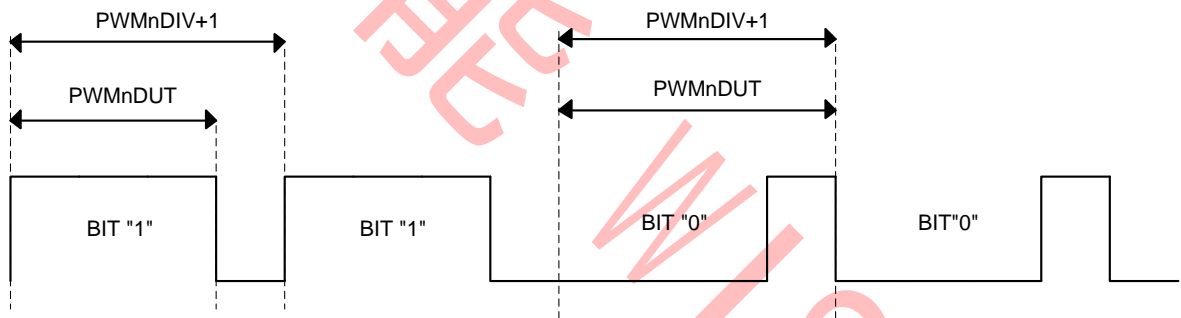 PWMnDIV+1
PWMnDIV+1
PWMnDUT
PWMnDUT
BIT "1"
BIT "1"
BIT "0"
BIT"0"